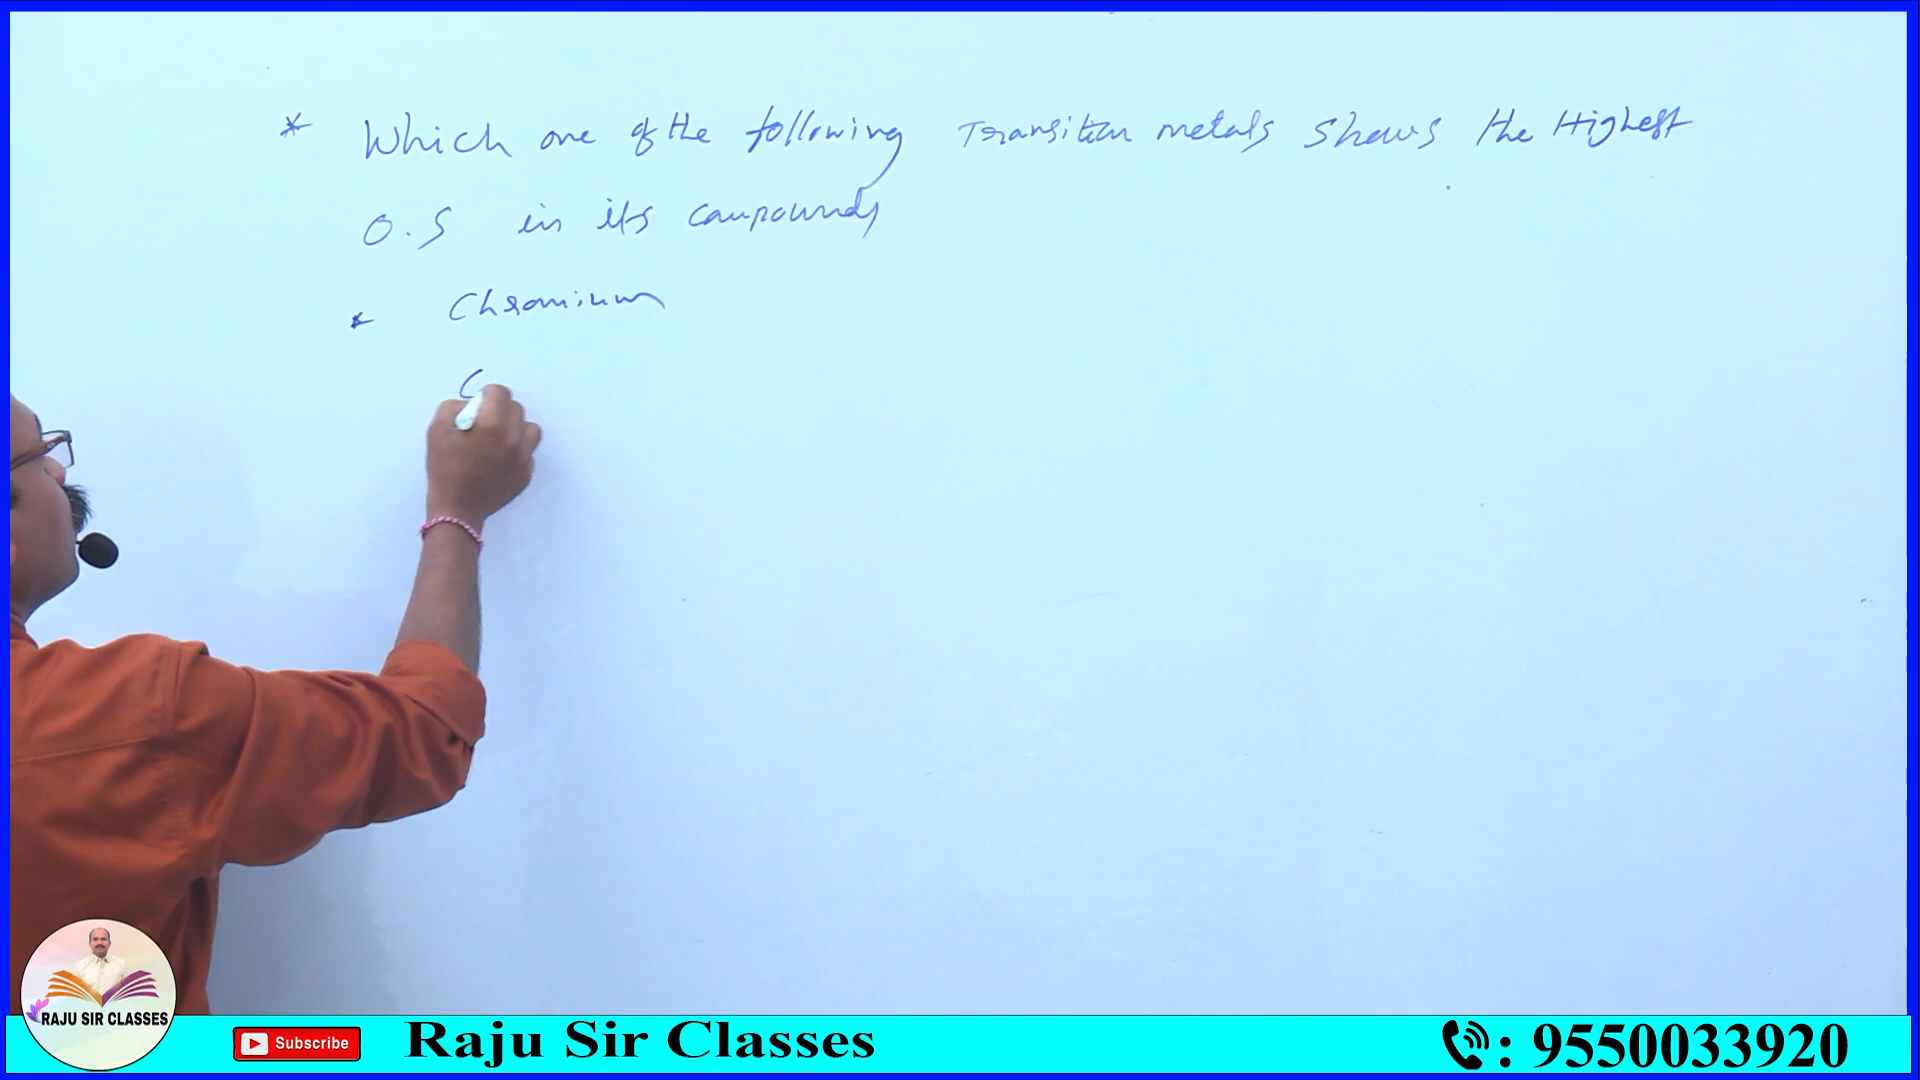 * Which one of the following Transition metals shows the Highest
O.S in its compounds
* Chromium
C
RAJU SIR CLASSES
Subscribe
Raju Sir Classes
: 9550033920